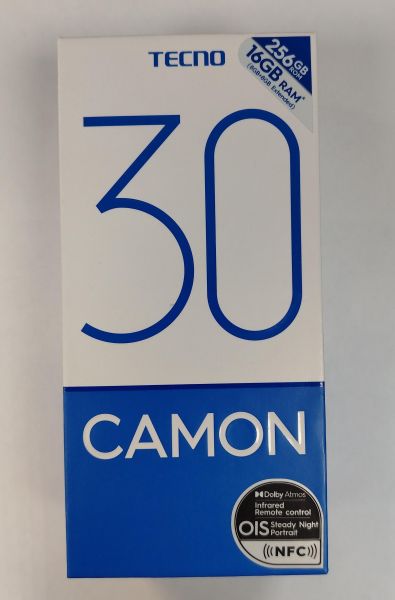 TECNO
256GB ROM
16GB RAM*
(8GB+8GB Extended)
30
CAMON
Dolby Atmos
Infrared
Remote control
OIS Steady Night
Portrait
NFC